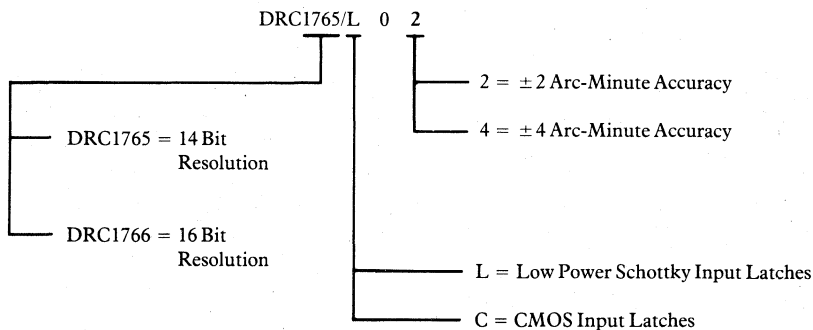 DRC1765/L 0 2
2 = ±2 Arc-Minute Accuracy
4 = ±4 Arc-Minute Accuracy
DRC1765 = 14 Bit
Resolution
DRC1766 = 16 Bit
Resolution
L = Low Power Schottky Input Latches
C = CMOS Input Latches